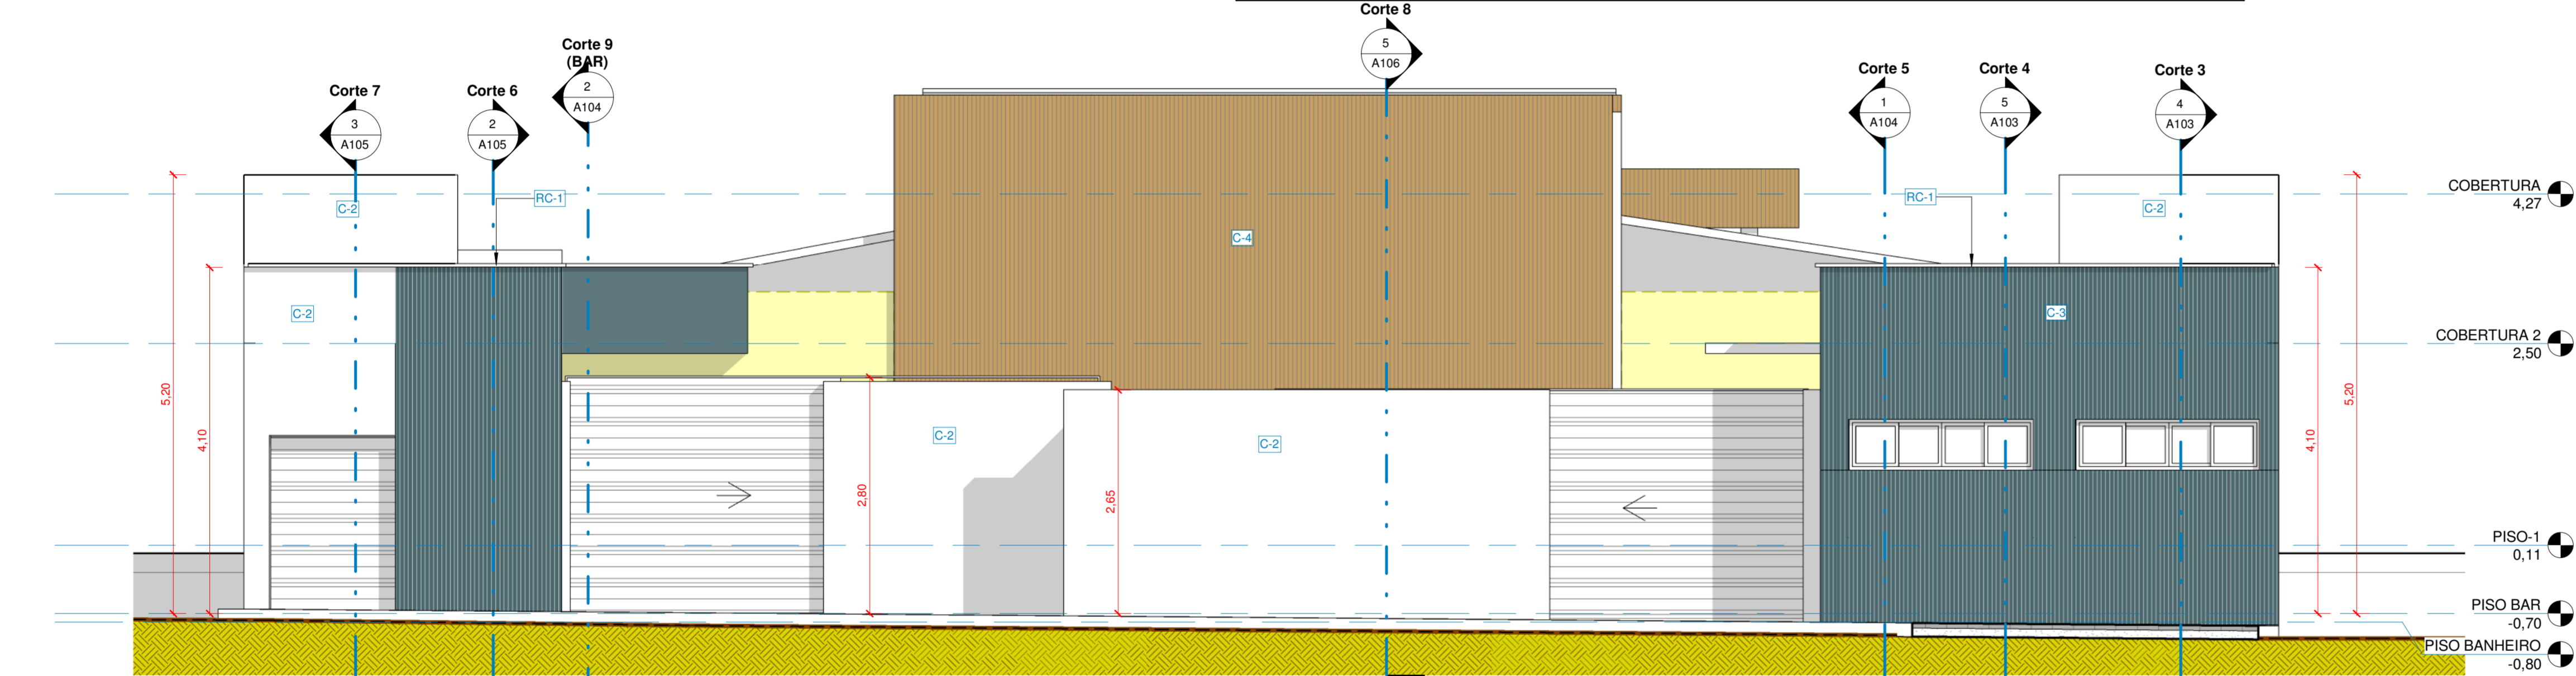 Corte 8
5
A106
Corte 9
(BAR)
2
A104
Corte 7
3
A105
Corte 6
2
A105
Corte 5
1
A104
Corte 4
5
A103
Corte 3
4
A103
COBERTURA
4,27
RC-1
RC-1
C-2
C-2
C-4
C-2
C-3
COBERTURA 2
2,50
5,20
4,10
2,80
2,65
C-2
C-2
4,10
5,20
PISO-1
0,11
PISO BAR
-0,70
PISO BANHEIRO
-0,80